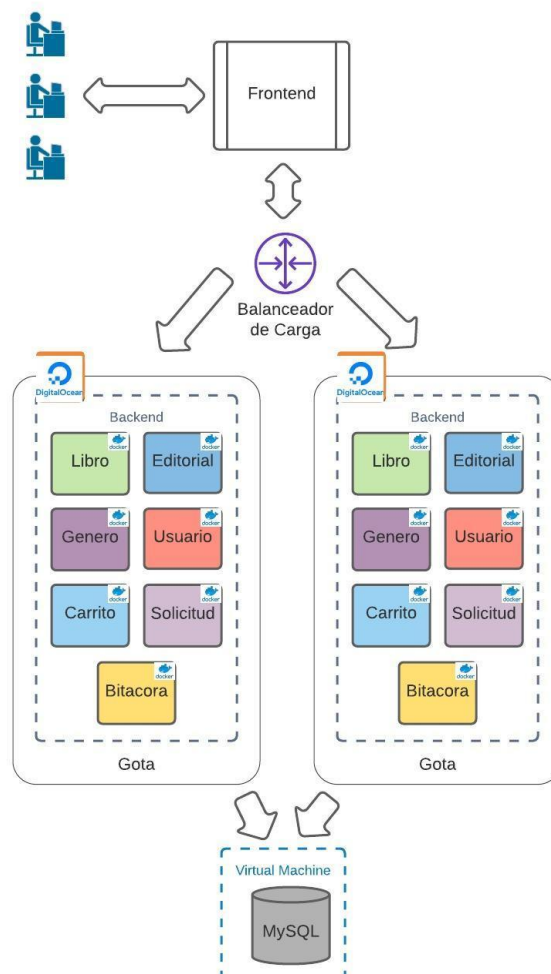 Frontend
Balanceador
de Carga
DigitalOcean
Backend
docker
docker
Libro
Editorial
docker
docker
Genero
Usuario
docker
docker
Carrito
Solicitud
docker
Bitacora
Gota
DigitalOcean
Backend
docker
docker
Libro
Editorial
docker
docker
Genero
Usuario
docker
docker
Carrito
Solicitud
docker
Bitacora
Gota
Virtual Machine
MySQL